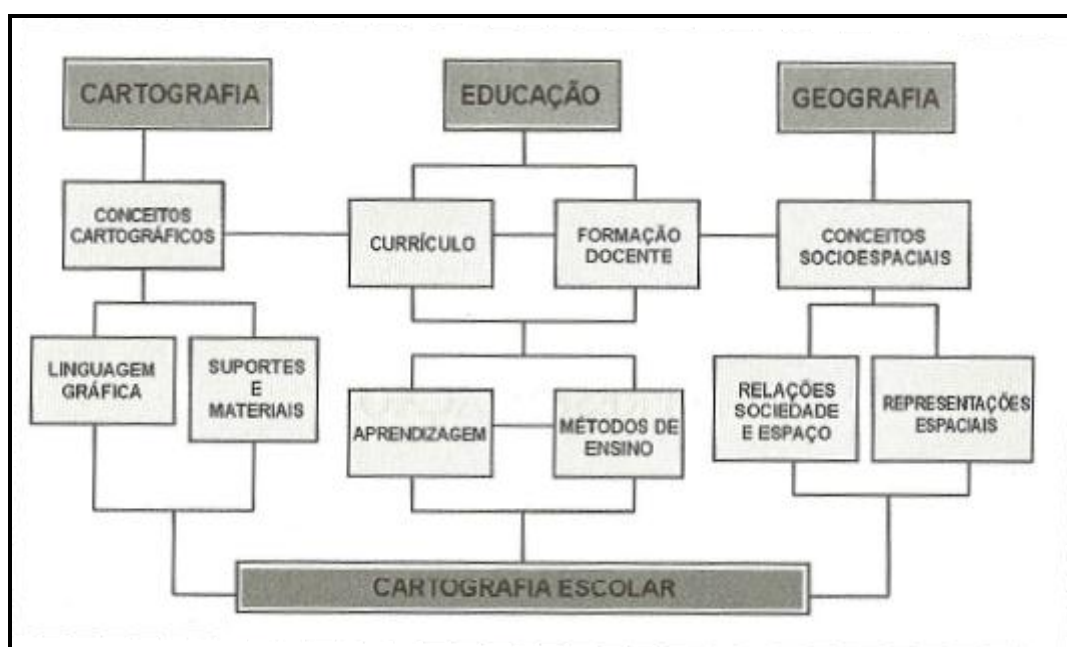 CARTOGRAFIA
EDUCAÇÃO
GEOGRAFIA
CONCEITOS
CARTOGRÁFICOS
CURRÍCULO
FORMAÇÃO
DOCENTE
CONCEITOS
SOCIOESPACIAIS
LINGUAGEM
GRÁFICA
SUPORTES
E
MATERIAIS
APRENDIZAGEM
MÉTODOS DE
ENSINO
RELAÇÕES
SOCIEDADE
E ESPAÇO
REPRESENTAÇÕES
ESPACIAIS
CARTOGRAFIA ESCOLAR